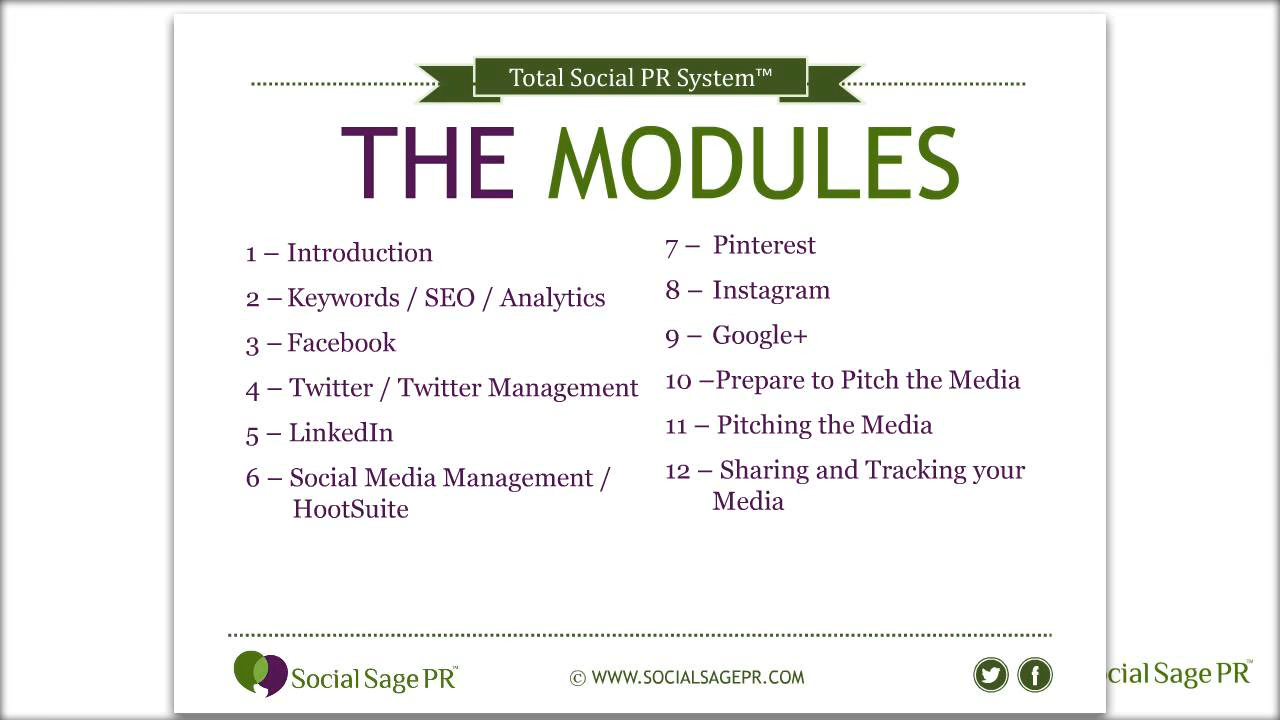 Total Social PR System™
THE MODULES
1 – Introduction
2 – Keywords / SEO / Analytics
3 – Facebook
4 – Twitter / Twitter Management
5 – LinkedIn
6 – Social Media Management /
HootSuite
7 – Pinterest
8 – Instagram
9 – Google+
10 –Prepare to Pitch the Media
11 – Pitching the Media
12 – Sharing and Tracking your
Media
Social Sage PR™
© WWW.SOCIALSAGEPR.COM
cial Sage PR™